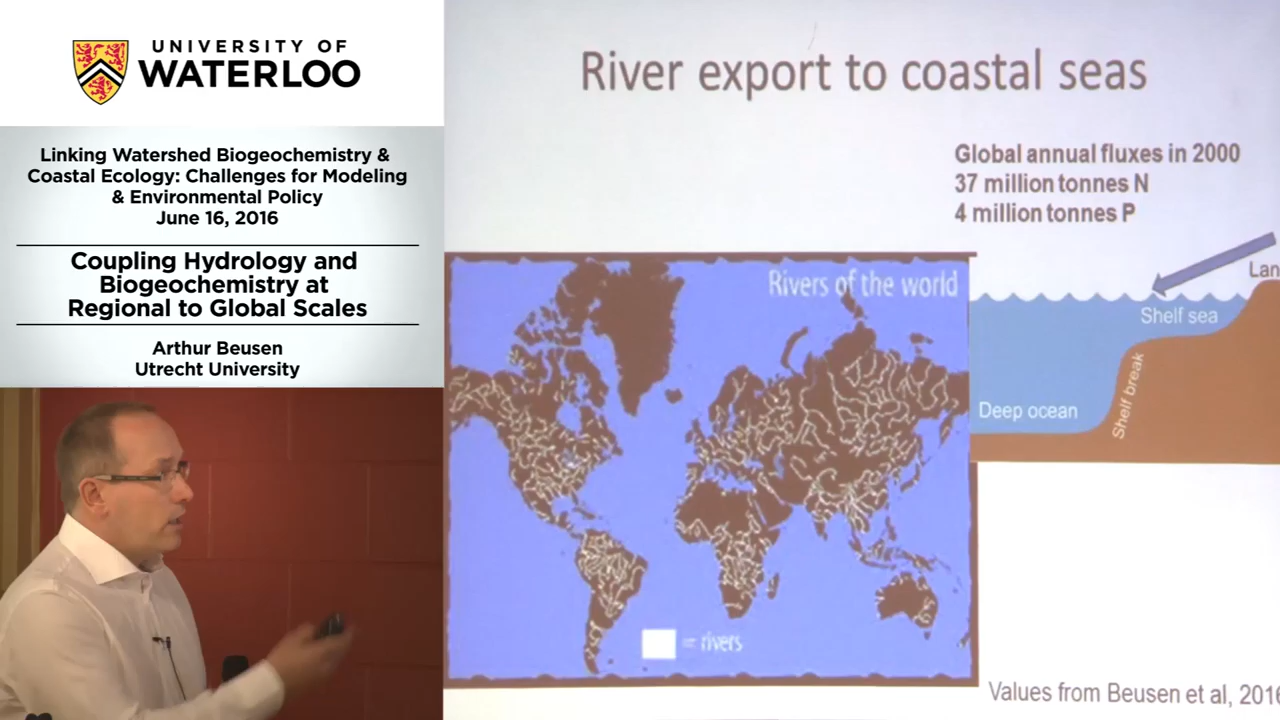 UNIVERSITY OF
WATERLOO
Linking Watershed Biogeochemistry &
Coastal Ecology: Challenges for Modeling
& Environmental Policy
June 16, 2016
Coupling Hydrology and
Biogeochemistry at
Regional to Global Scales
Arthur Beusen
Utrecht University
River export to coastal seas
Global annual fluxes in 2000
37 million tonnes N
4 million tonnes P
Rivers of the world
= rivers
Lan
Shelf sea
Shelf break
Deep ocean
Values from Beusen et al, 2016